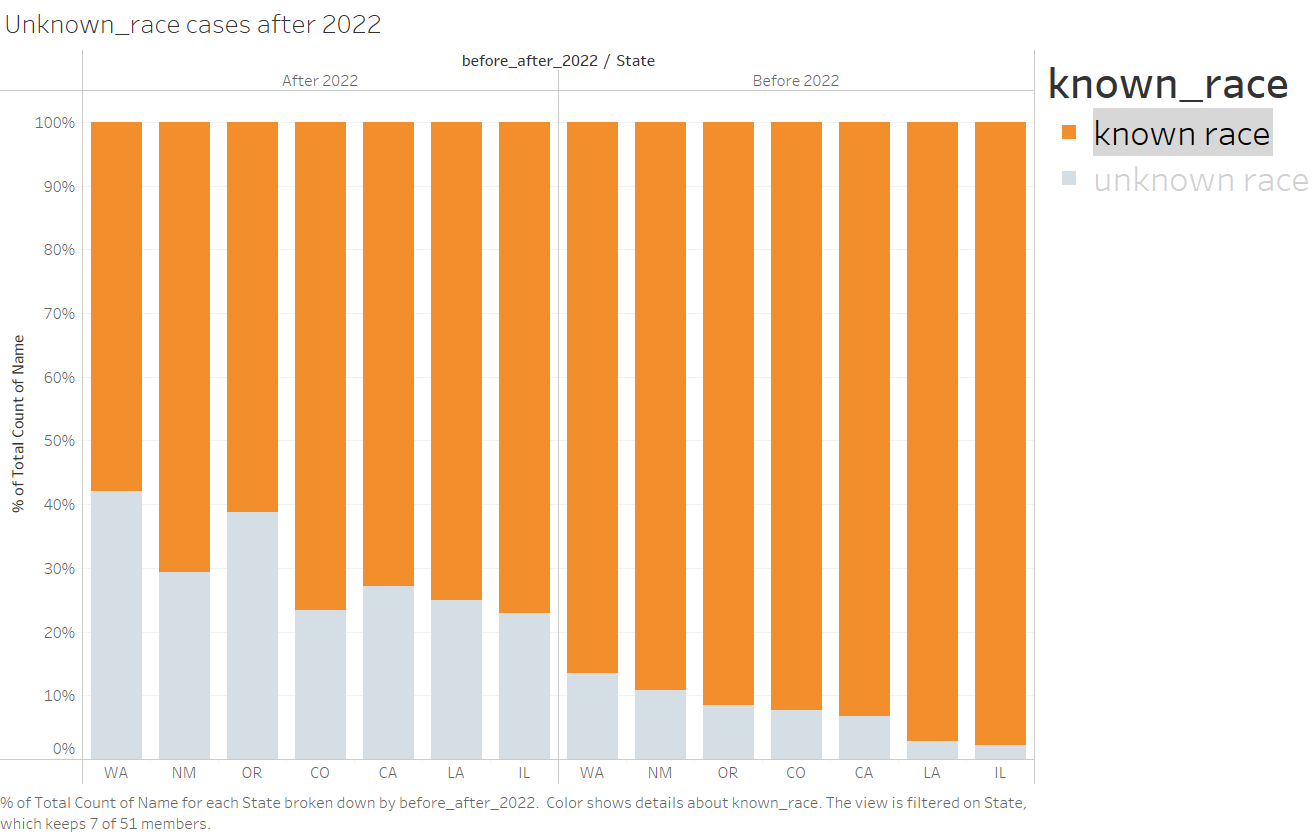 Unknown_race cases after 2022
before_after_2022 / State
After 2022
Before 2022
known_race
known race
unknown race
% of Total Count of Name
100%
90%
80%
70%
60%
50%
40%
30%
20%
10%
0%
WA NM OR CO CA LA IL WA NM OR CO CA LA IL
% of Total Count of Name for each State broken down by before_after_2022. Color shows details about known_race. The view is filtered on State,
which keeps 7 of 51 members.